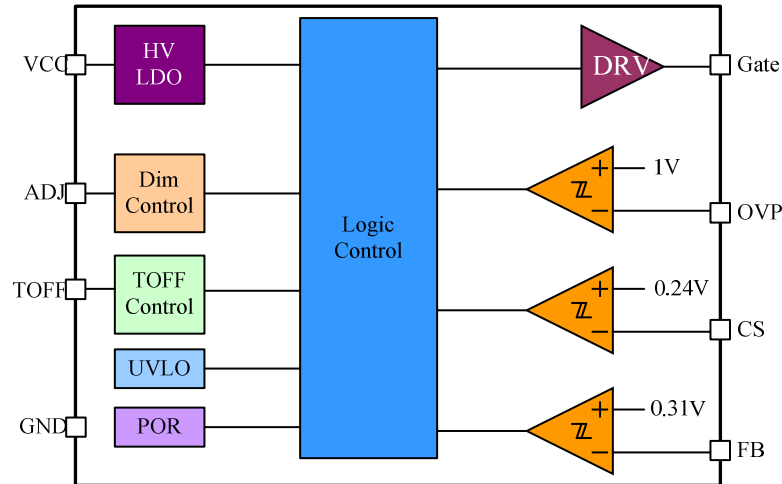 VCC
HV
LDO
DRV
Gate
ADJ
Dim
Control
Logic
Control
+
1V
−
OVP
TOFF
TOFF
Control
+
0.24V
−
CS
UVLO
GND
POR
+
0.31V
−
FB